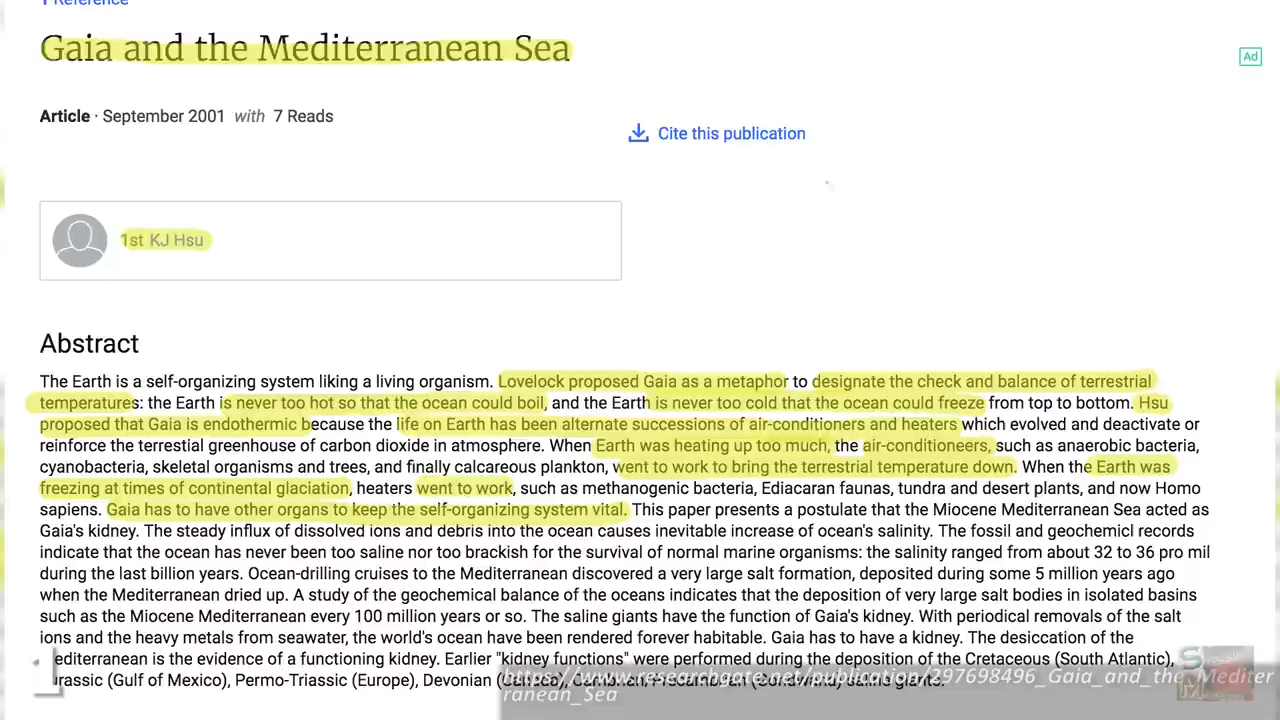 1 Reference
Gaia and the Mediterranean Sea
Ad
Article · September 2001 with 7 Reads
Cite this publication
1st KJ Hsu
Abstract
The Earth is a self-organizing system liking a living organism. Lovelock proposed Gaia as a metaphor to designate the check and balance of terrestrial
temperatures: the Earth is never too hot so that the ocean could boil, and the Earth is never too cold that the ocean could freeze from top to bottom. Hsu
proposed that Gaia is endothermic because the life on Earth has been alternate successions of air-conditioners and heaters which evolved and deactivate or
reinforce the terrestial greenhouse of carbon dioxide in atmosphere. When Earth was heating up too much, the air-conditioneers, such as anaerobic bacteria,
cyanobacteria, skeletal organisms and trees, and finally calcareous plankton, went to work to bring the terrestrial temperature down. When the Earth was
freezing at times of continental glaciation, heaters went to work, such as methanogenic bacteria, Ediacaran faunas, tundra and desert plants, and now Homo
sapiens. Gaia has to have other organs to keep the self-organizing system vital. This paper presents a postulate that the Miocene Mediterranean Sea acted as
Gaia's kidney. The steady influx of dissolved ions and debris into the ocean causes inevitable increase of ocean's salinity. The fossil and geochemicl records
indicate that the ocean has never been too saline nor too brackish for the survival of normal marine organisms: the salinity ranged from about 32 to 36 pro mil
during the last billion years. Ocean-drilling cruises to the Mediterranean discovered a very large salt formation, deposited during some 5 million years ago
when the Mediterranean dried up. A study of the geochemical balance of the oceans indicates that the deposition of very large salt bodies in isolated basins
such as the Miocene Mediterranean every 100 million years or so. The saline giants have the function of Gaia's kidney. With periodical removals of the salt
ions and the heavy metals from seawater, the world's ocean have been rendered forever habitable. Gaia has to have a kidney. The desiccation of the
editerranean is the evidence of a functioning kidney. Earlier "kidney functions" were performed during the deposition of the Cretaceous (South Atlantic),
urassic (Gulf of Mexico), Permo-Triassic (Europe), Devonian Cambrian, Precambrian saline giants.
1
https://www.researchgate.net/publication/297698496_Gaia_and_the_Mediter
ranean_Sea